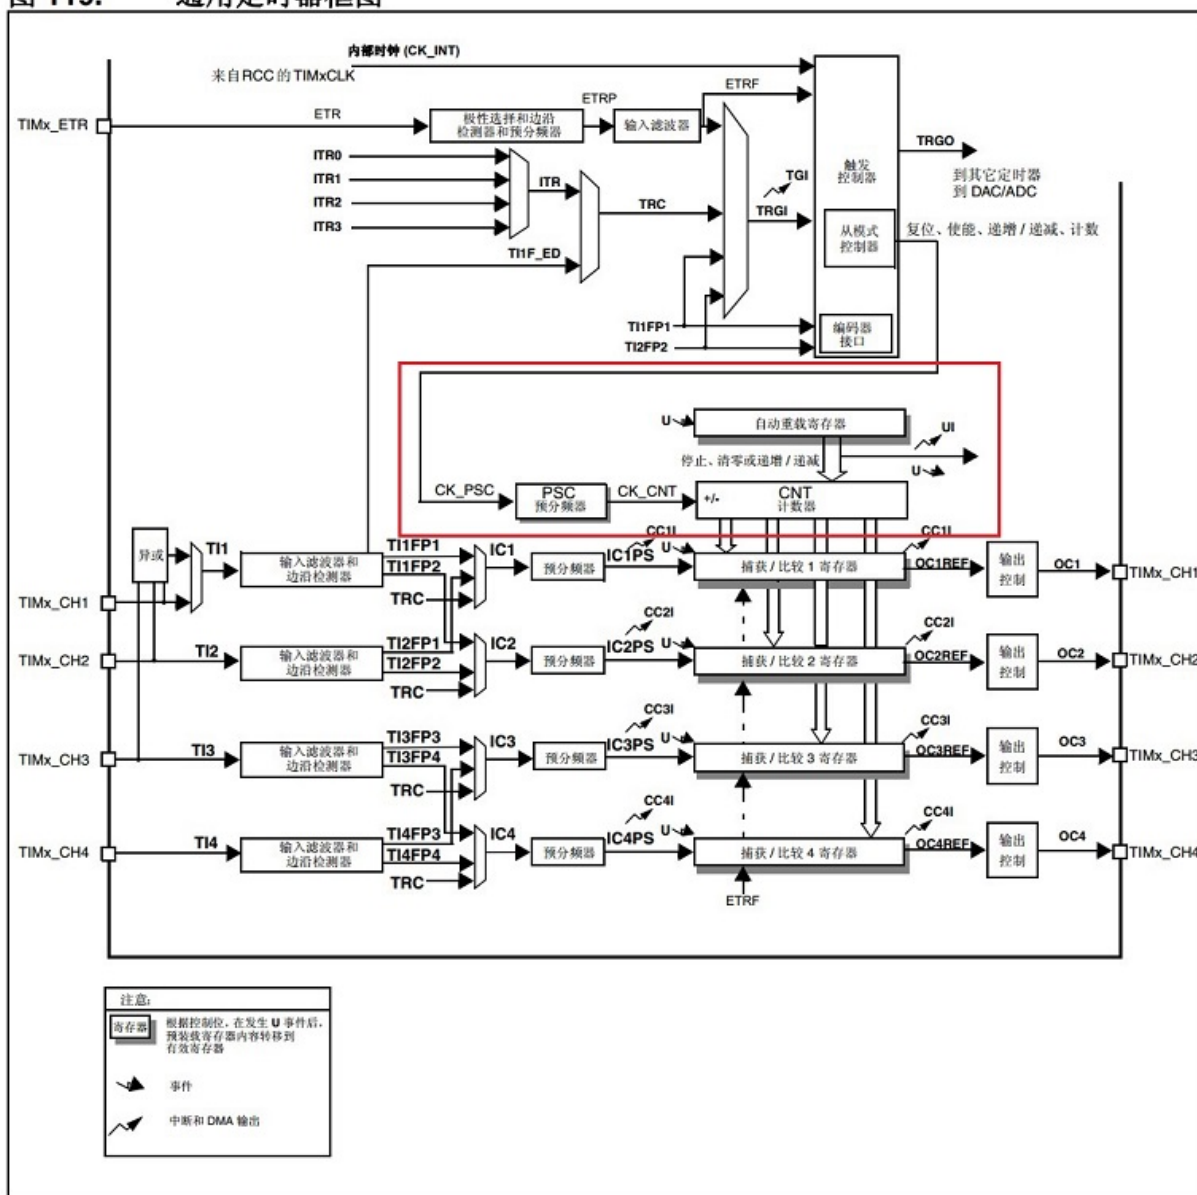 图 119. 通用定时器框图
内部时钟 (CK_INT)
来自RCC 的 TIMxCLK
TIMx_ETR
ETR
极性选择和边沿
检测器和预分频器
ETRP
输入滤波器
ETRF
ITR0
ITR1
ITR2
ITR3
ITR
TRC
TI1F_ED
TGI
TRGI
触发
控制器
TRGO
到其它定时器
到 DAC/ADC
从模式
控制器
复位、使能、递增 / 递减、计数
TI1FP1
TI2FP2
编码器
接口
U
自动重载寄存器
UI
停止、清零或递增 / 递减
U
CK_PSC
PSC
预分频器
CK_CNT
+/-
CNT
计数器
异或
TI1
输入滤波器和
边沿检测器
TI1FP1
TI1FP2
TRC
IC1
预分频器
CC1I
IC1PS
U
捕获 / 比较 1 寄存器
CC1I
OC1REF
输出
控制
OC1
TIMx_CH1
TIMx_CH1
TIMx_CH2
TI2
输入滤波器和
边沿检测器
TI2FP1
TI2FP2
TRC
IC2
预分频器
CC2I
IC2PS
U
捕获 / 比较 2 寄存器
CC2I
OC2REF
输出
控制
OC2
TIMx_CH2
TIMx_CH3
TI3
输入滤波器和
边沿检测器
TI3FP3
TI3FP4
TRC
IC3
预分频器
CC3I
IC3PS
U
捕获 / 比较 3 寄存器
CC3I
OC3REF
输出
控制
OC3
TIMx_CH3
TIMx_CH4
TI4
输入滤波器和
边沿检测器
TI4FP3
TI4FP4
TRC
IC4
预分频器
CC4I
IC4PS
U
捕获 / 比较 4 寄存器
CC4I
OC4REF
输出
控制
OC4
TIMx_CH4
ETRF
注意:
寄存器
根据控制位，在发生 U 事件后，
预装载寄存器内容转移到
有效寄存器
事件
中断和 DMA 输出